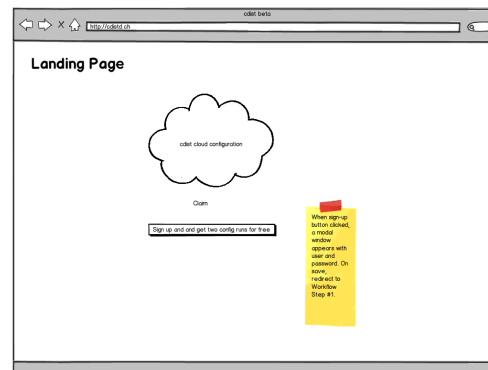 cdist beta
http://cdistd.ch
Landing Page
cdist cloud configuration
Claim
Sign up and and get two config runs for free
When sign-up
button clicked,
a modal
window
appears with
user and
password. On
save,
redirect to
Workflow
Step #1.